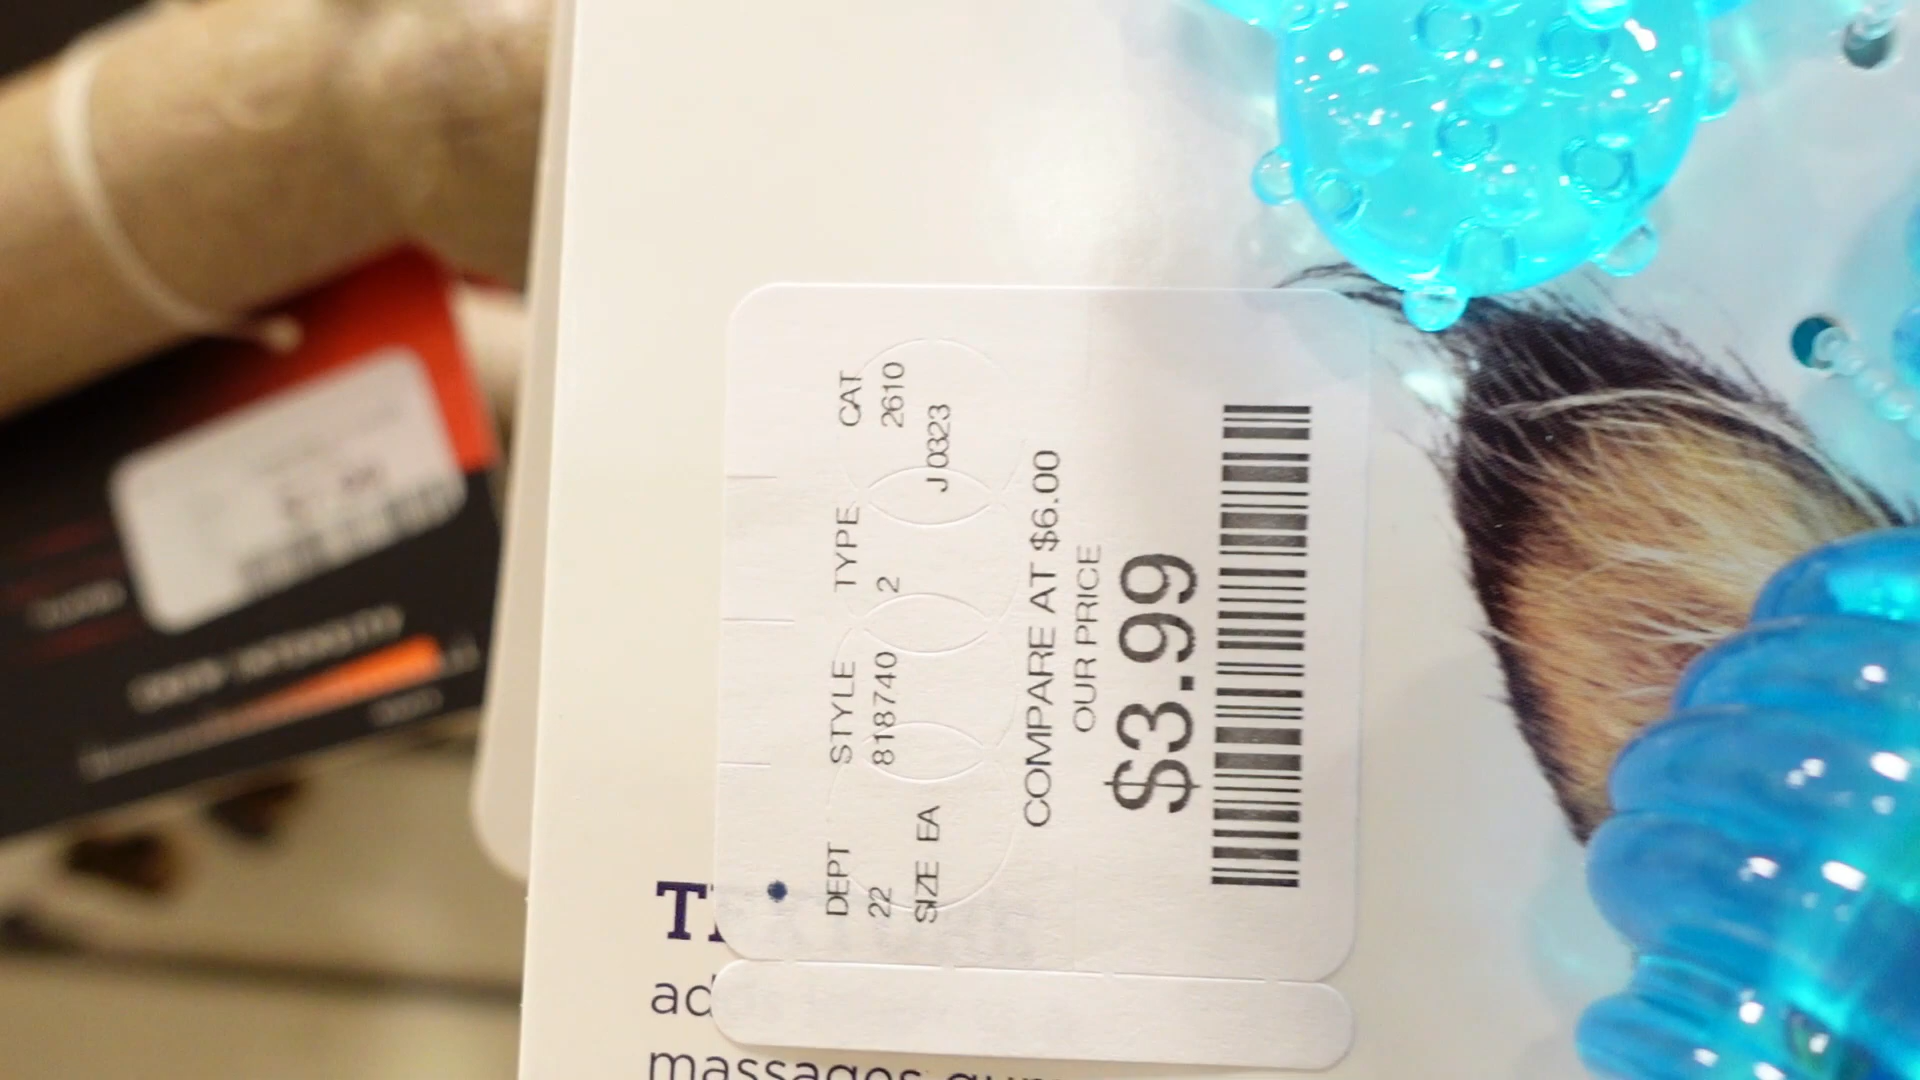 DEPT STYLE TYPE CAT
22 818740 2 2610
SIZE EA J0323
COMPARE AT $6.00
OUR PRICE
$3.99
massages